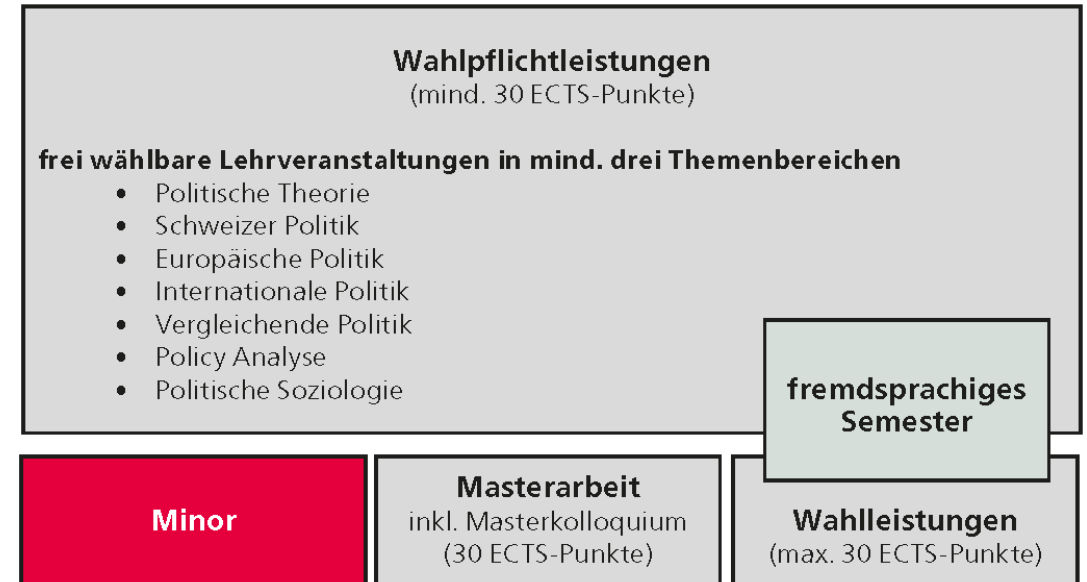 Wahlpflichtleistungen
(mind. 30 ECTS-Punkte)
frei wählbare Lehrveranstaltungen in mind. drei Themenbereichen
• Politische Theorie
• Schweizer Politik
• Europäische Politik
• Internationale Politik
• Vergleichende Politik
• Policy Analyse
• Politische Soziologie
fremdsprachiges
Semester
Minor
Masterarbeit
inkl. Masterkolloquium
(30 ECTS-Punkte)
Wahlleistungen
(max. 30 ECTS-Punkte)